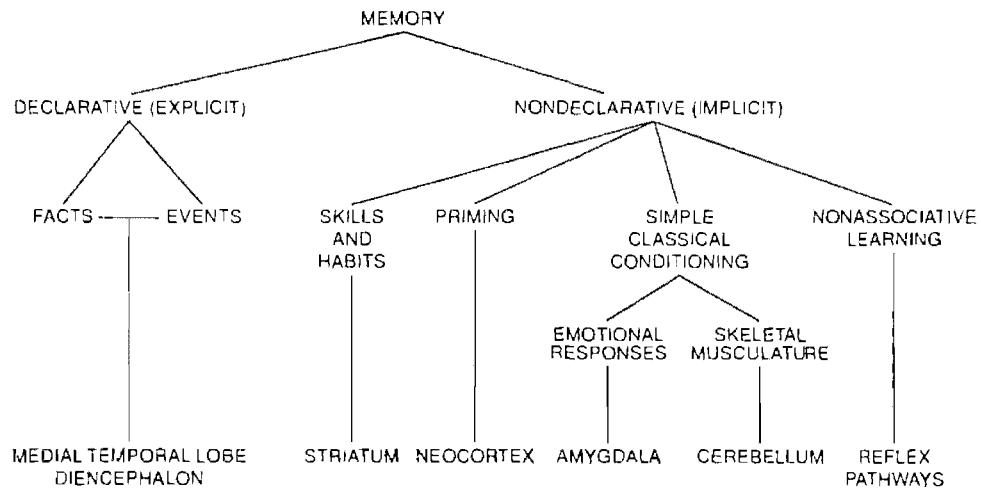 MEMORY
DECLARATIVE (EXPLICIT)
NONDECLARATIVE (IMPLICIT)
FACTS
EVENTS
SKILLS
AND
HABITS
PRIMING
SIMPLE
CLASSICAL
CONDITIONING
NONASSOCIATIVE
LEARNING
EMOTIONAL
RESPONSES
SKELETAL
MUSCULATURE
MEDIAL TEMPORAL LOBE
DIENCEPHALON
STRIATUM
NEOCORTEX
AMYGDALA
CEREBELLUM
REFLEX
PATHWAYS